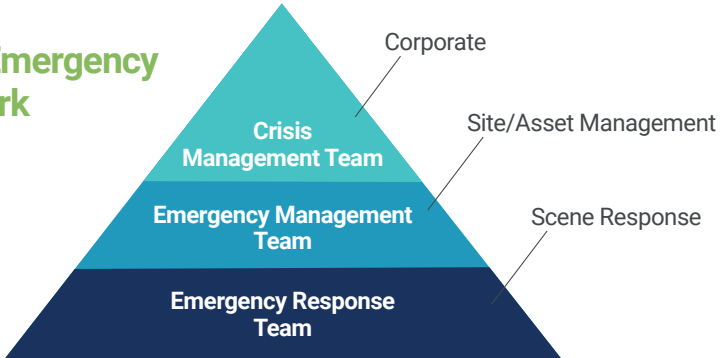 Emergency
rk
Corporate
Crisis
Management Team
Site/Asset Management
Emergency Management
Team
Scene Response
Emergency Response
Team